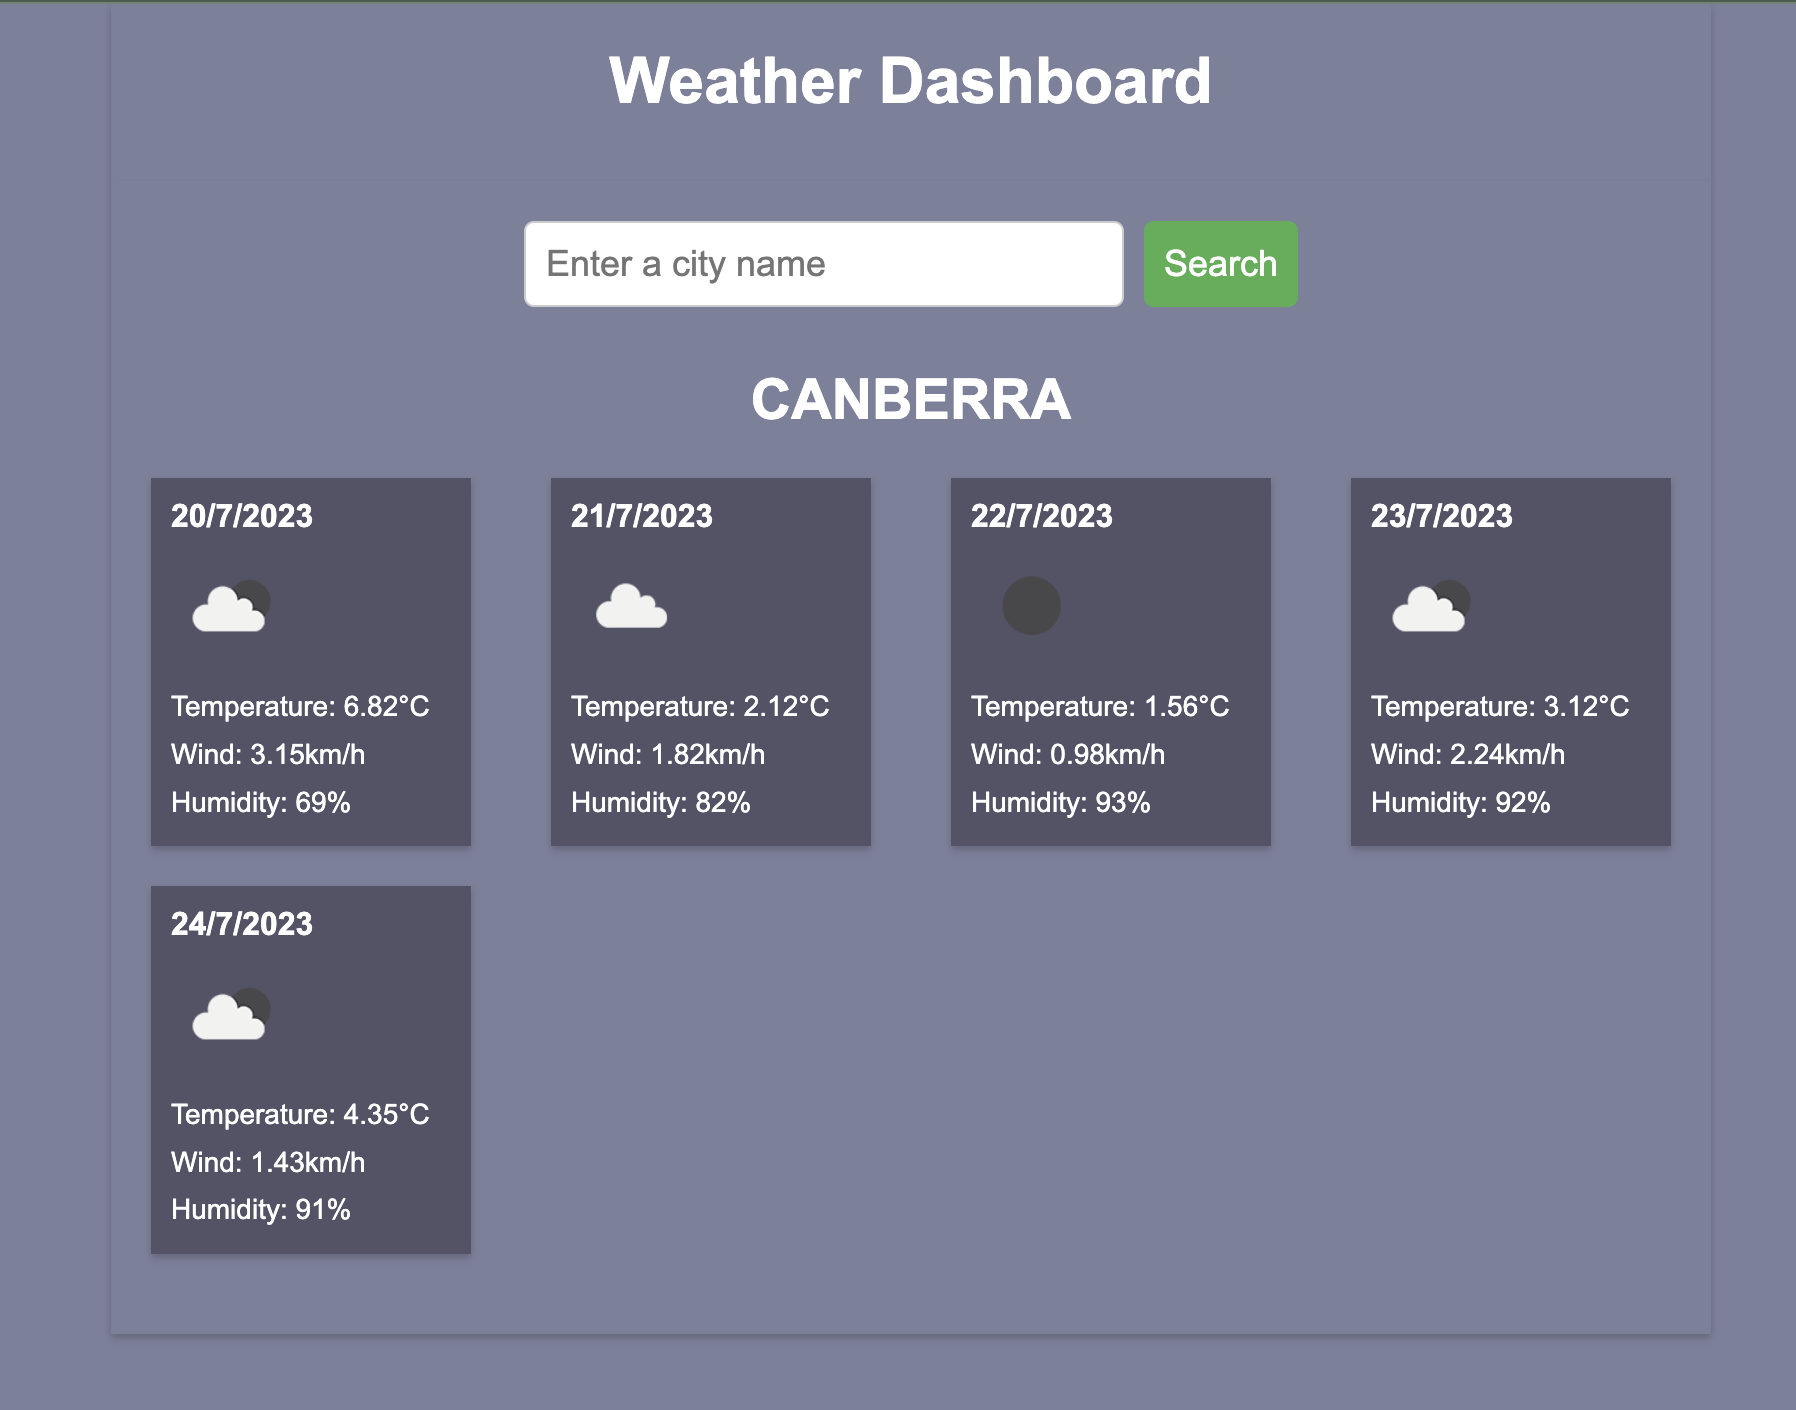 Weather Dashboard
Enter a city name
Search
CANBERRA
20/7/2023
Temperature: 6.82°C
Wind: 3.15km/h
Humidity: 69%
21/7/2023
Temperature: 2.12°C
Wind: 1.82km/h
Humidity: 82%
22/7/2023
Temperature: 1.56°C
Wind: 0.98km/h
Humidity: 93%
23/7/2023
Temperature: 3.12°C
Wind: 2.24km/h
Humidity: 92%
24/7/2023
Temperature: 4.35°C
Wind: 1.43km/h
Humidity: 91%